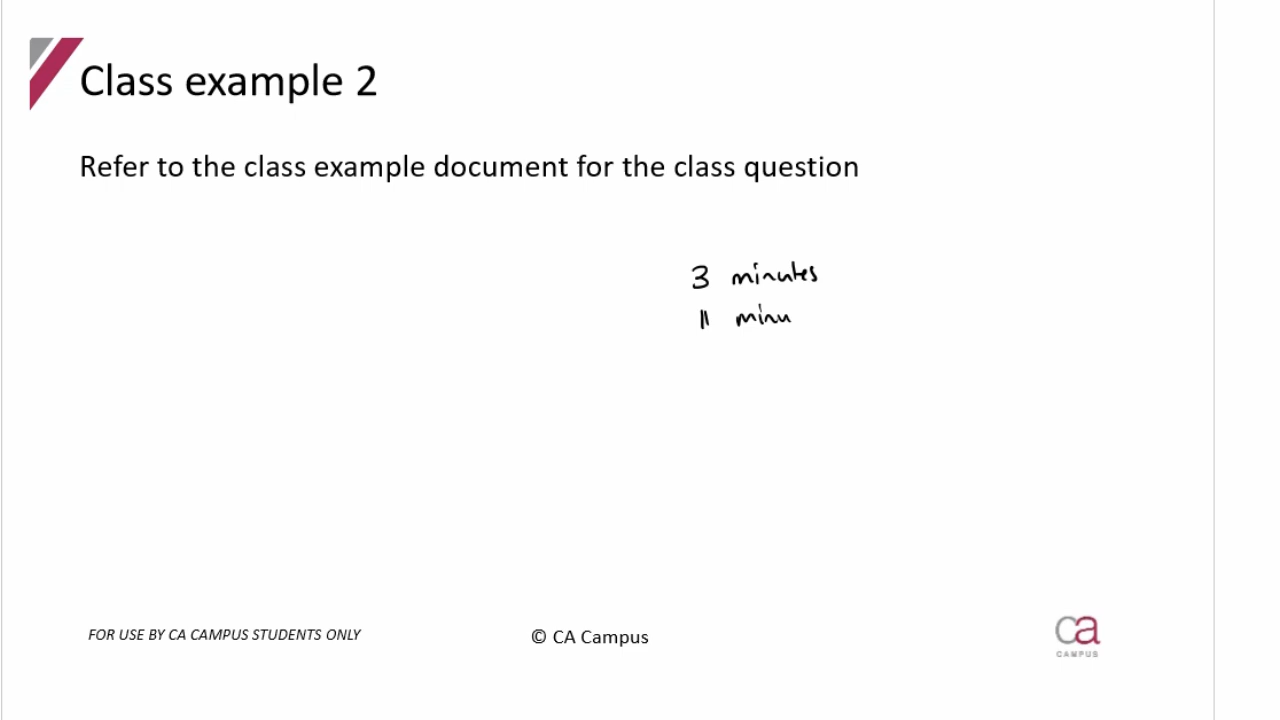 Class example 2
Refer to the class example document for the class question
3 minutes
11 minu
FOR USE BY CA CAMPUS STUDENTS ONLY
© CA Campus
ca
CAMPUS